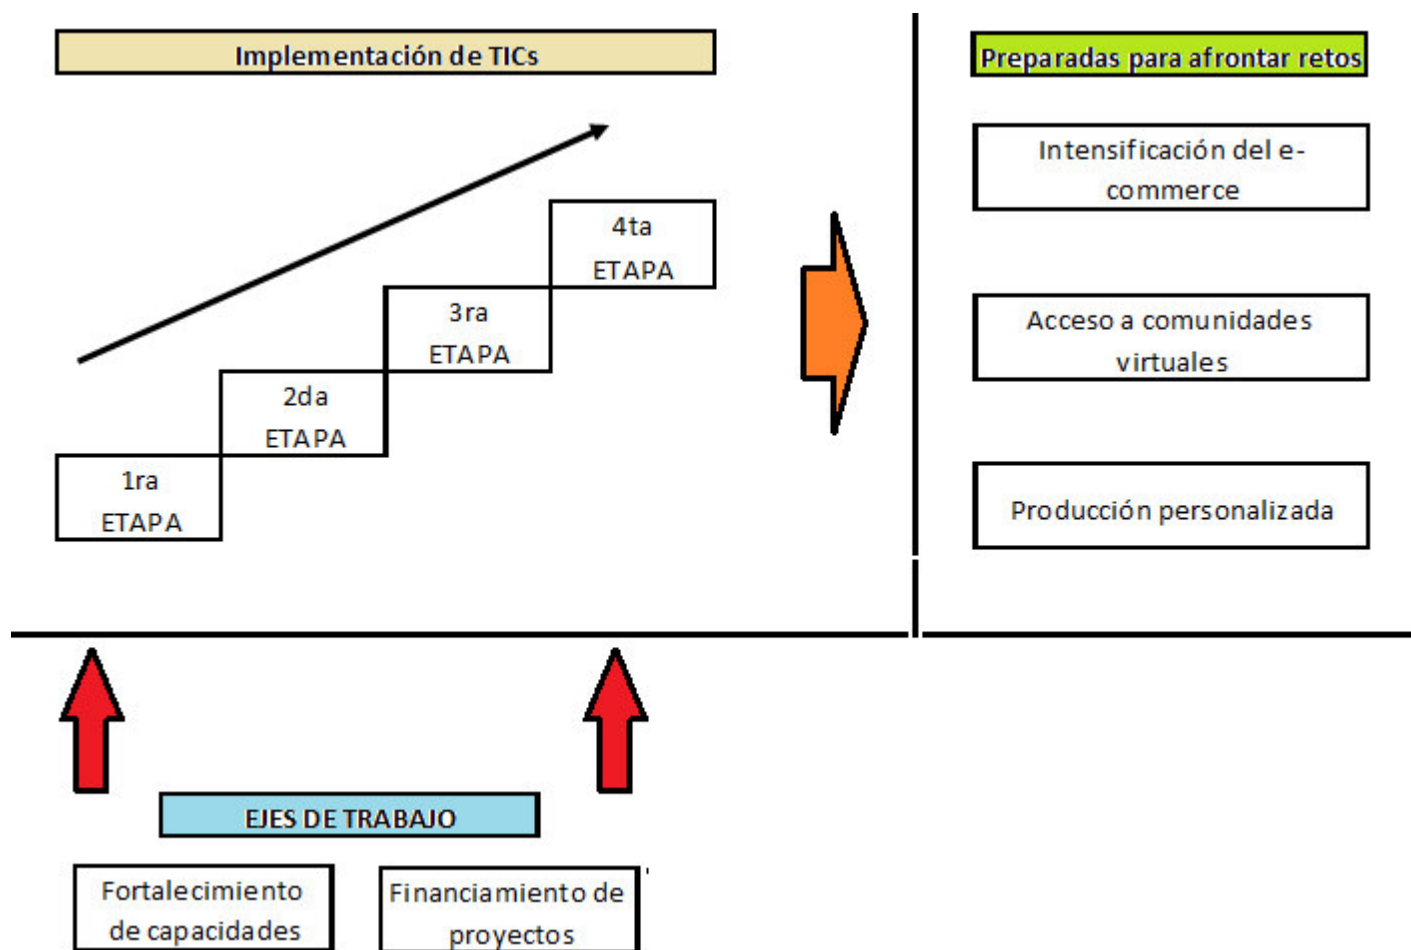 Implementación de TICs
4ta
ETAPA
3ra
ETAPA
2da
ETAPA
1ra
ETAPA
Preparadas para afrontar retos
Intensificación del e-
commerce
Acceso a comunidades
virtuales
Producción personalizada
EJES DE TRABAJO
Fortalecimiento
de capacidades
Financiamiento de
proyectos